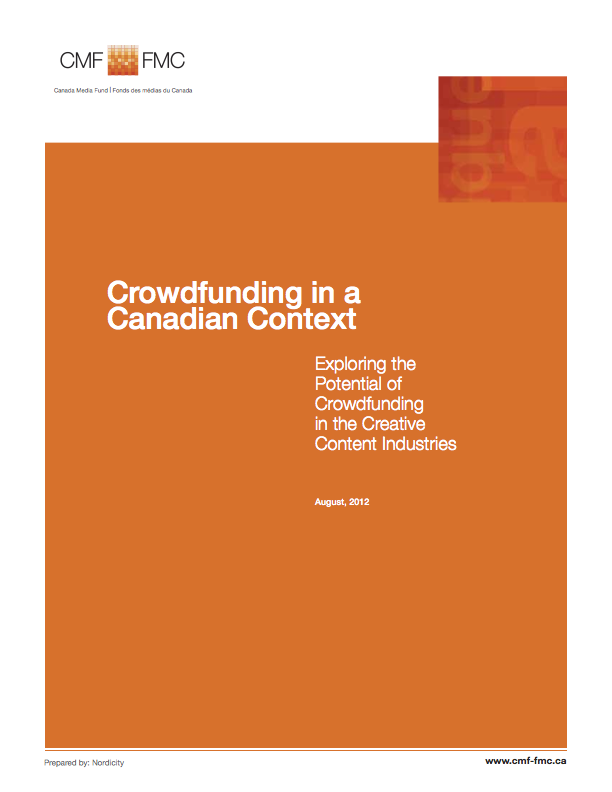 CMF FMC
Canada Media Fund | Fonds des médias du Canada
Crowdfunding in a
Canadian Context
Exploring the
Potential of
Crowdfunding
in the Creative
Content Industries
August, 2012
Prepared by: Nordicity
www.cmf-fmc.ca